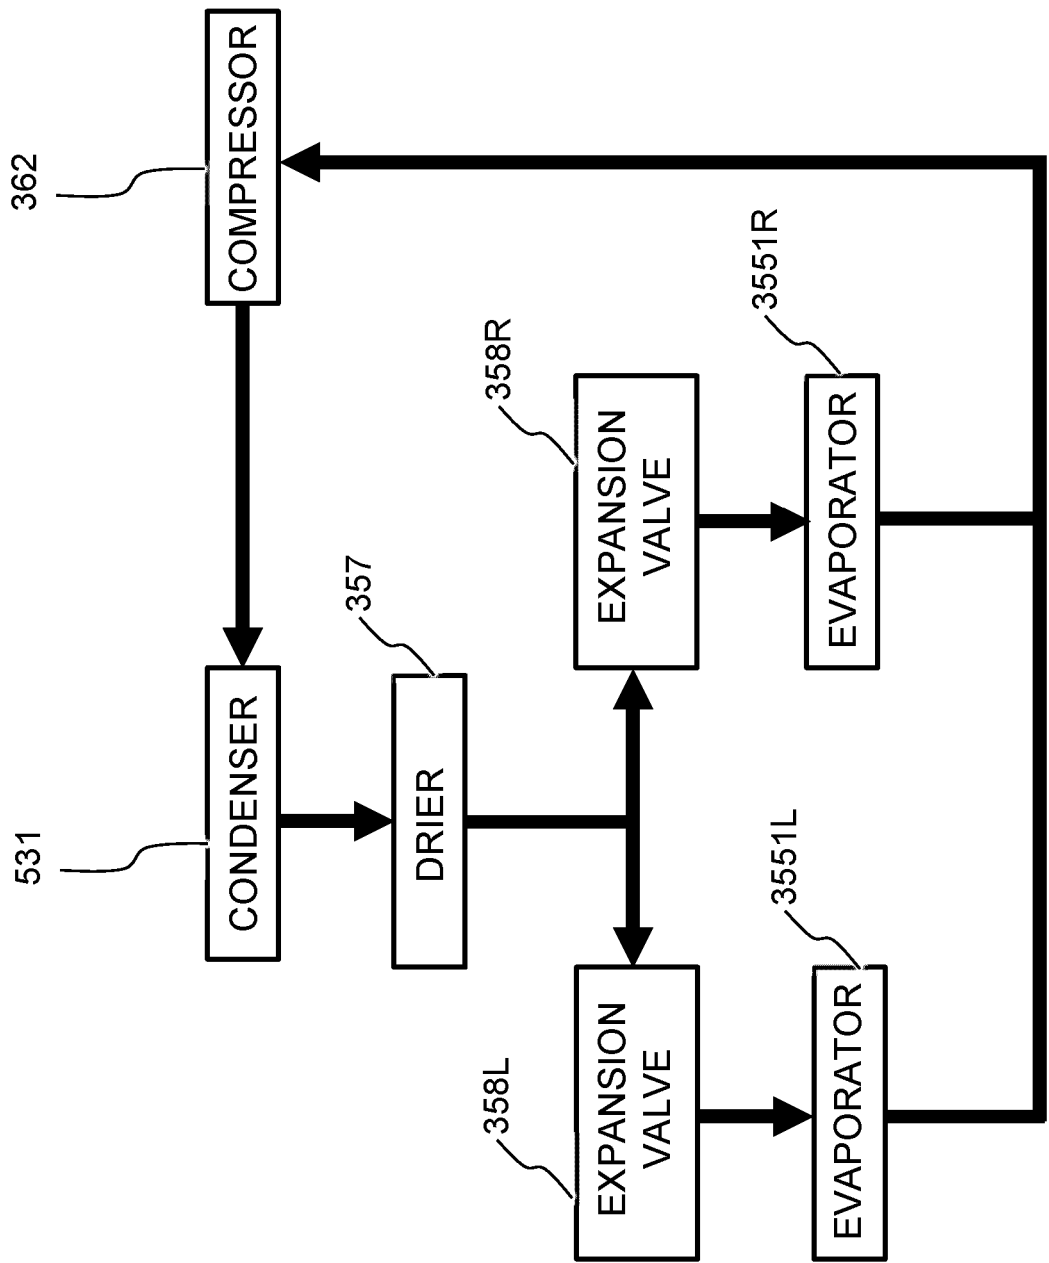 362
COMPRESSOR
531
CONDENSER
357
DRIER
358R
EXPANSION
VALVE
3551R
EVAPORATOR
358L
EXPANSION
VALVE
3551L
EVAPORATOR